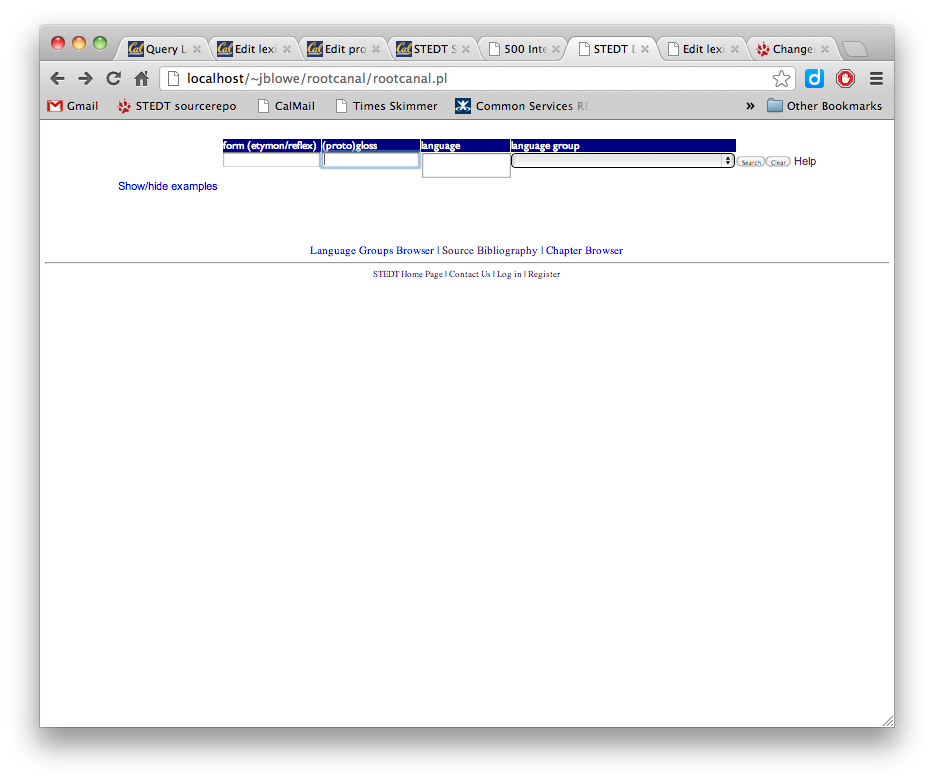 Query L Edit lexi Edit pro STEDT S 500 Inte STEDT D Edit lexi Changes
localhost/~jblowe/rootcanal/rootcanal.pl
Gmail STEDT sourcerepo CalMail Times Skimmer Common Services RE » Other Bookmarks
form (etymon/reflex) (proto)gloss language language group
Search Clear Help
Show/hide examples
Language Groups Browser | Source Bibliography | Chapter Browser
STEDT Home Page | Contact Us | Log in | Register